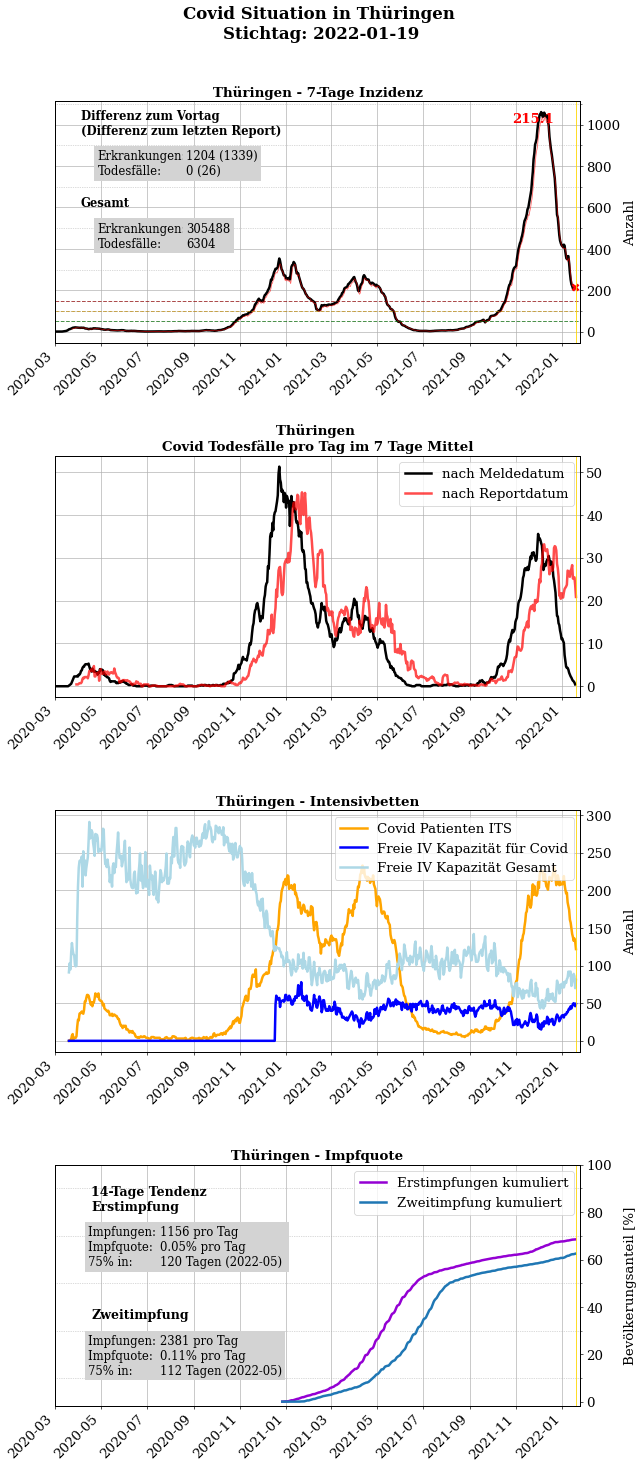 Covid Situation in Thüringen
Stichtag: 2022-01-19
Thüringen - 7-Tage Inzidenz
Differenz zum Vortag
(Differenz zum letzten Report)
Erkrankungen 1204 (1339)
Todesfälle: 0 (26)
Gesamt
Erkrankungen 305488
Todesfälle: 6304
215.1
1000
800
600
400
200
0
Anzahl
2020-03
2020-05
2020-07
2020-09
2020-11
2021-01
2021-03
2021-05
2021-07
2021-09
2021-11
2022-01
Thüringen
Covid Todesfälle pro Tag im 7 Tage Mittel
nach Meldedatum
nach Reportdatum
50
40
30
20
10
0
2020-03
2020-05
2020-07
2020-09
2020-11
2021-01
2021-03
2021-05
2021-07
2021-09
2021-11
2022-01
Thüringen - Intensivbetten
Covid Patienten ITS
Freie IV Kapazität für Covid
Freie IV Kapazität Gesamt
300
250
200
150
100
50
0
Anzahl
2020-03
2020-05
2020-07
2020-09
2020-11
2021-01
2021-03
2021-05
2021-07
2021-09
2021-11
2022-01
Thüringen - Impfquote
14-Tage Tendenz
Erstimpfung
Impfungen: 1156 pro Tag
Impfquote: 0.05% pro Tag
75% in: 120 Tagen (2022-05)
Zweitimpfung
Impfungen: 2381 pro Tag
Impfquote: 0.11% pro Tag
75% in: 112 Tagen (2022-05)
Erstimpfungen kumuliert
Zweitimpfung kumuliert
100
80
60
40
20
0
Bevölkerungsanteil [%]
2020-03
2020-05
2020-07
2020-09
2020-11
2021-01
2021-03
2021-05
2021-07
2021-09
2021-11
2022-01